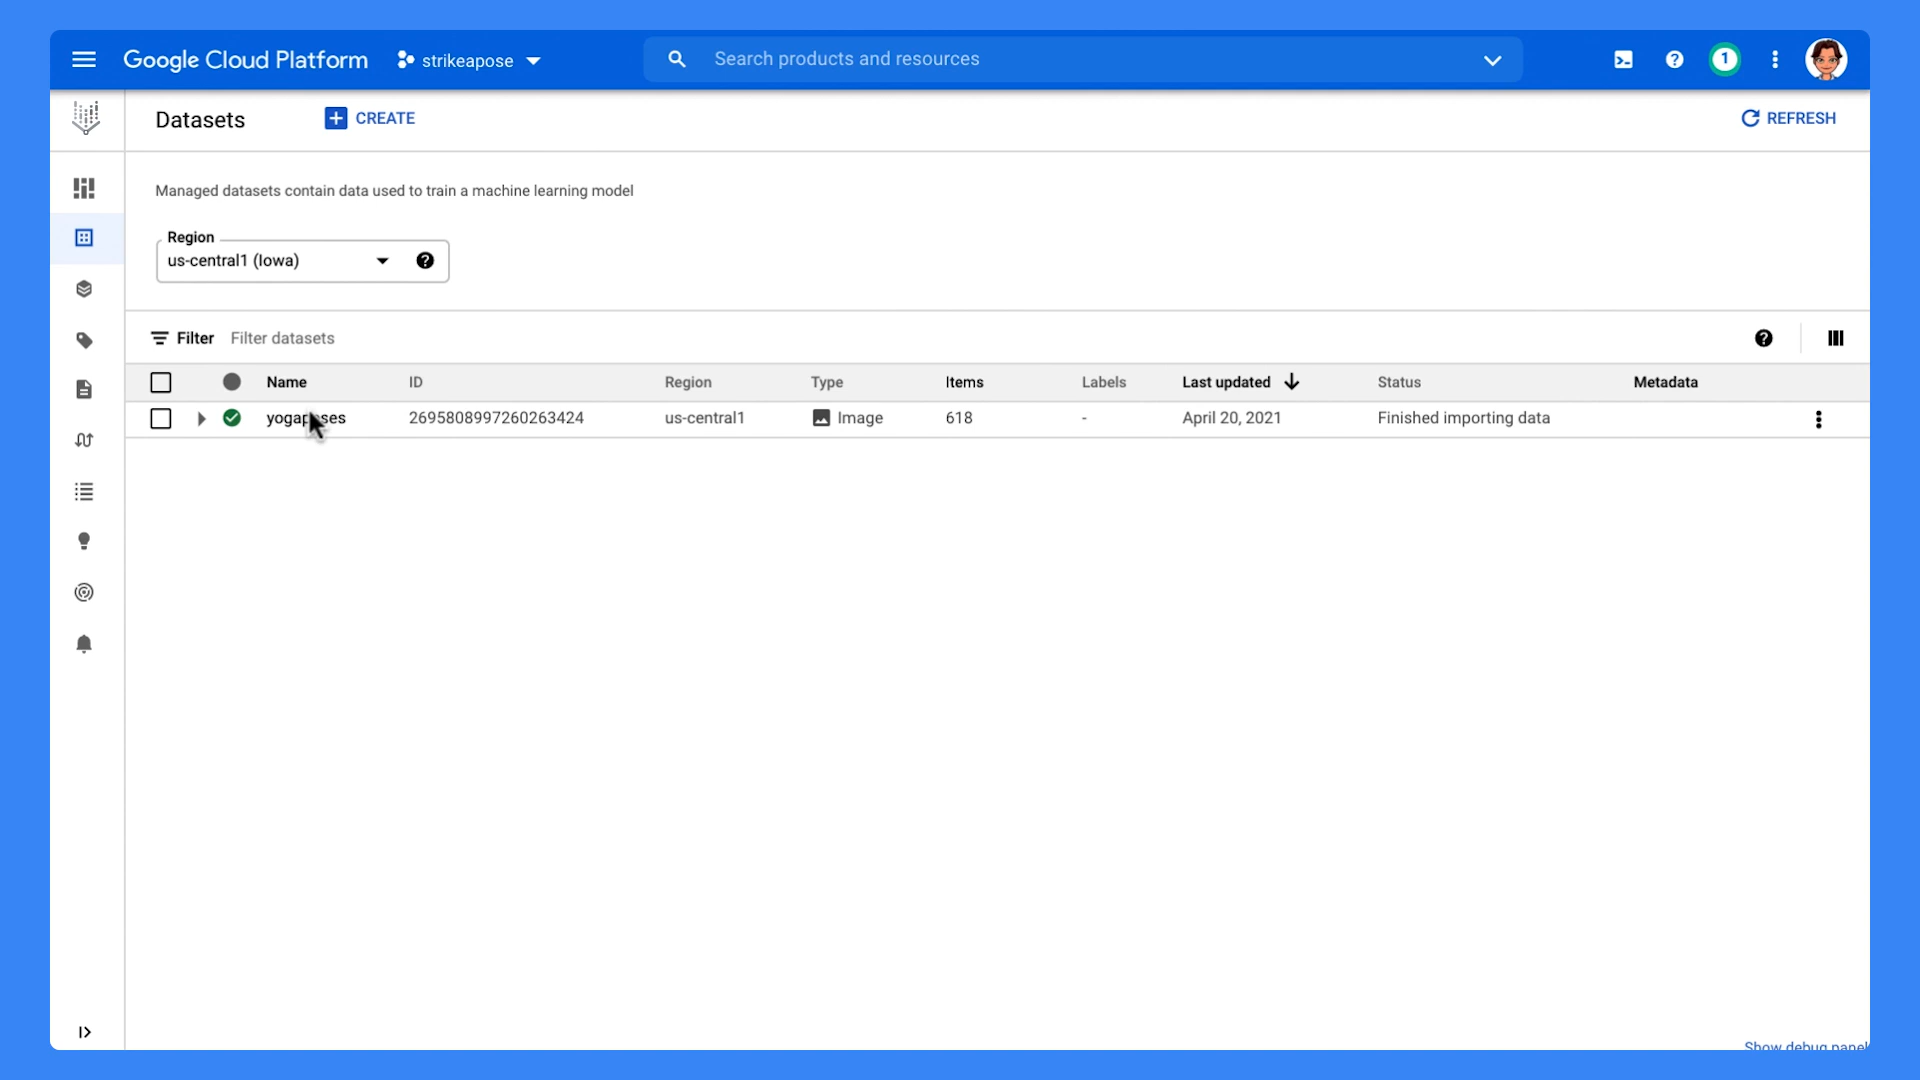 Google Cloud Platform strikeapose Search products and resources 1
Datasets CREATE REFRESH
Managed datasets contain data used to train a machine learning model
Region
us-central1 (Iowa)
Filter Filter datasets
Name ID Region Type Items Labels Last updated Status Metadata
2695808997260263424 us-central1 Image 618 - April 20, 2021 Finished importing data
Show debug panel